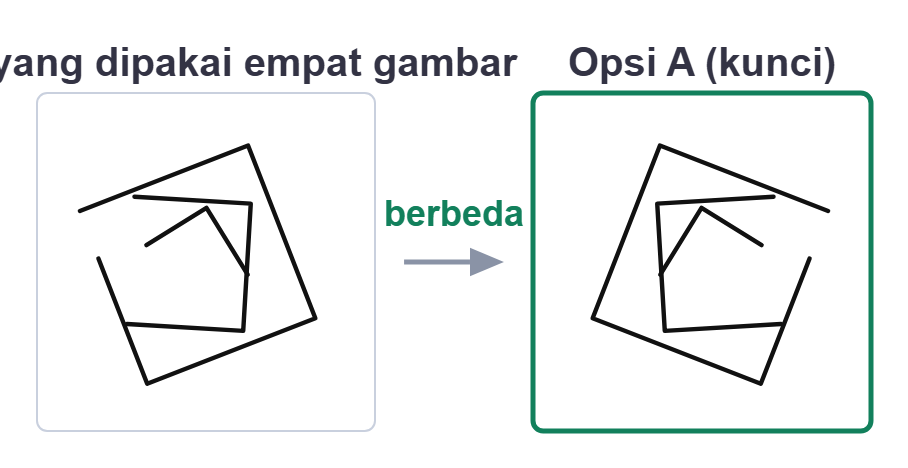 yang dipakai empat gambar
Opsi A (kunci)
berbeda